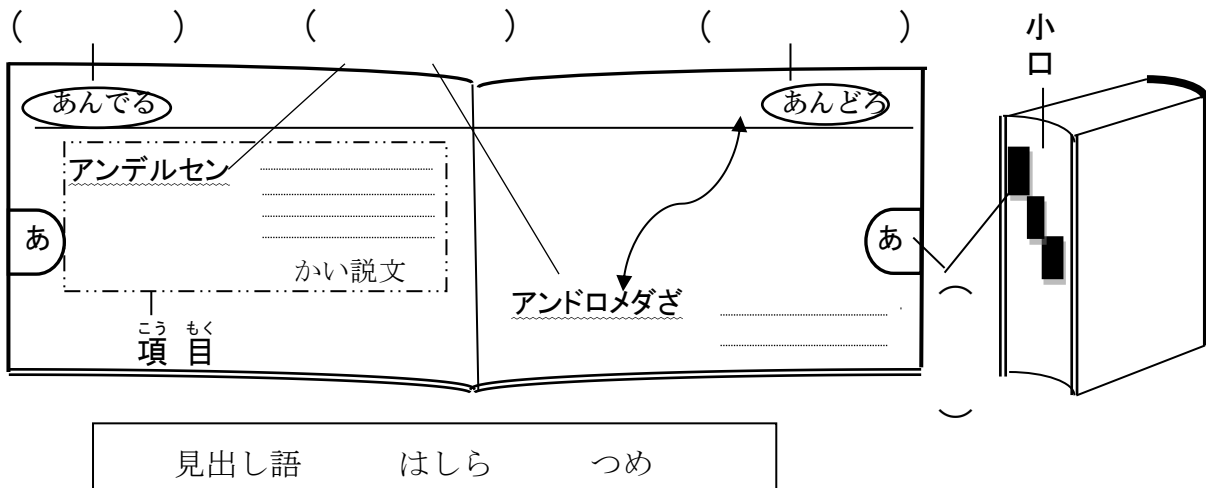 (　　　)　(　　　)　(　　　)
小口
あんでる
あんどろ
アンデルセン
あ
あ
かい説文
アンドロメダざ
こう もく
項 目
(　　　)
見出し語　はしら　つめ